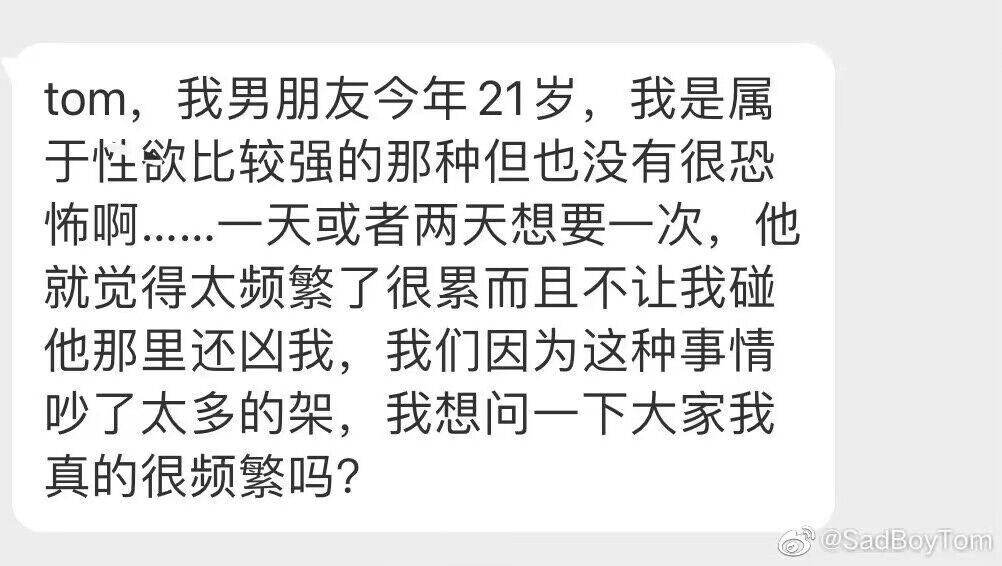 tom，我男朋友今年21岁，我是属
于性欲比较强的那种但也没有很恐
怖啊……一天或者两天想要一次，他
就觉得太频繁了很累而且不让我碰
他那里还凶我，我们因为这种事情
吵了太多的架，我想问一下大家我
真的很频繁吗？
@SadBoyTom